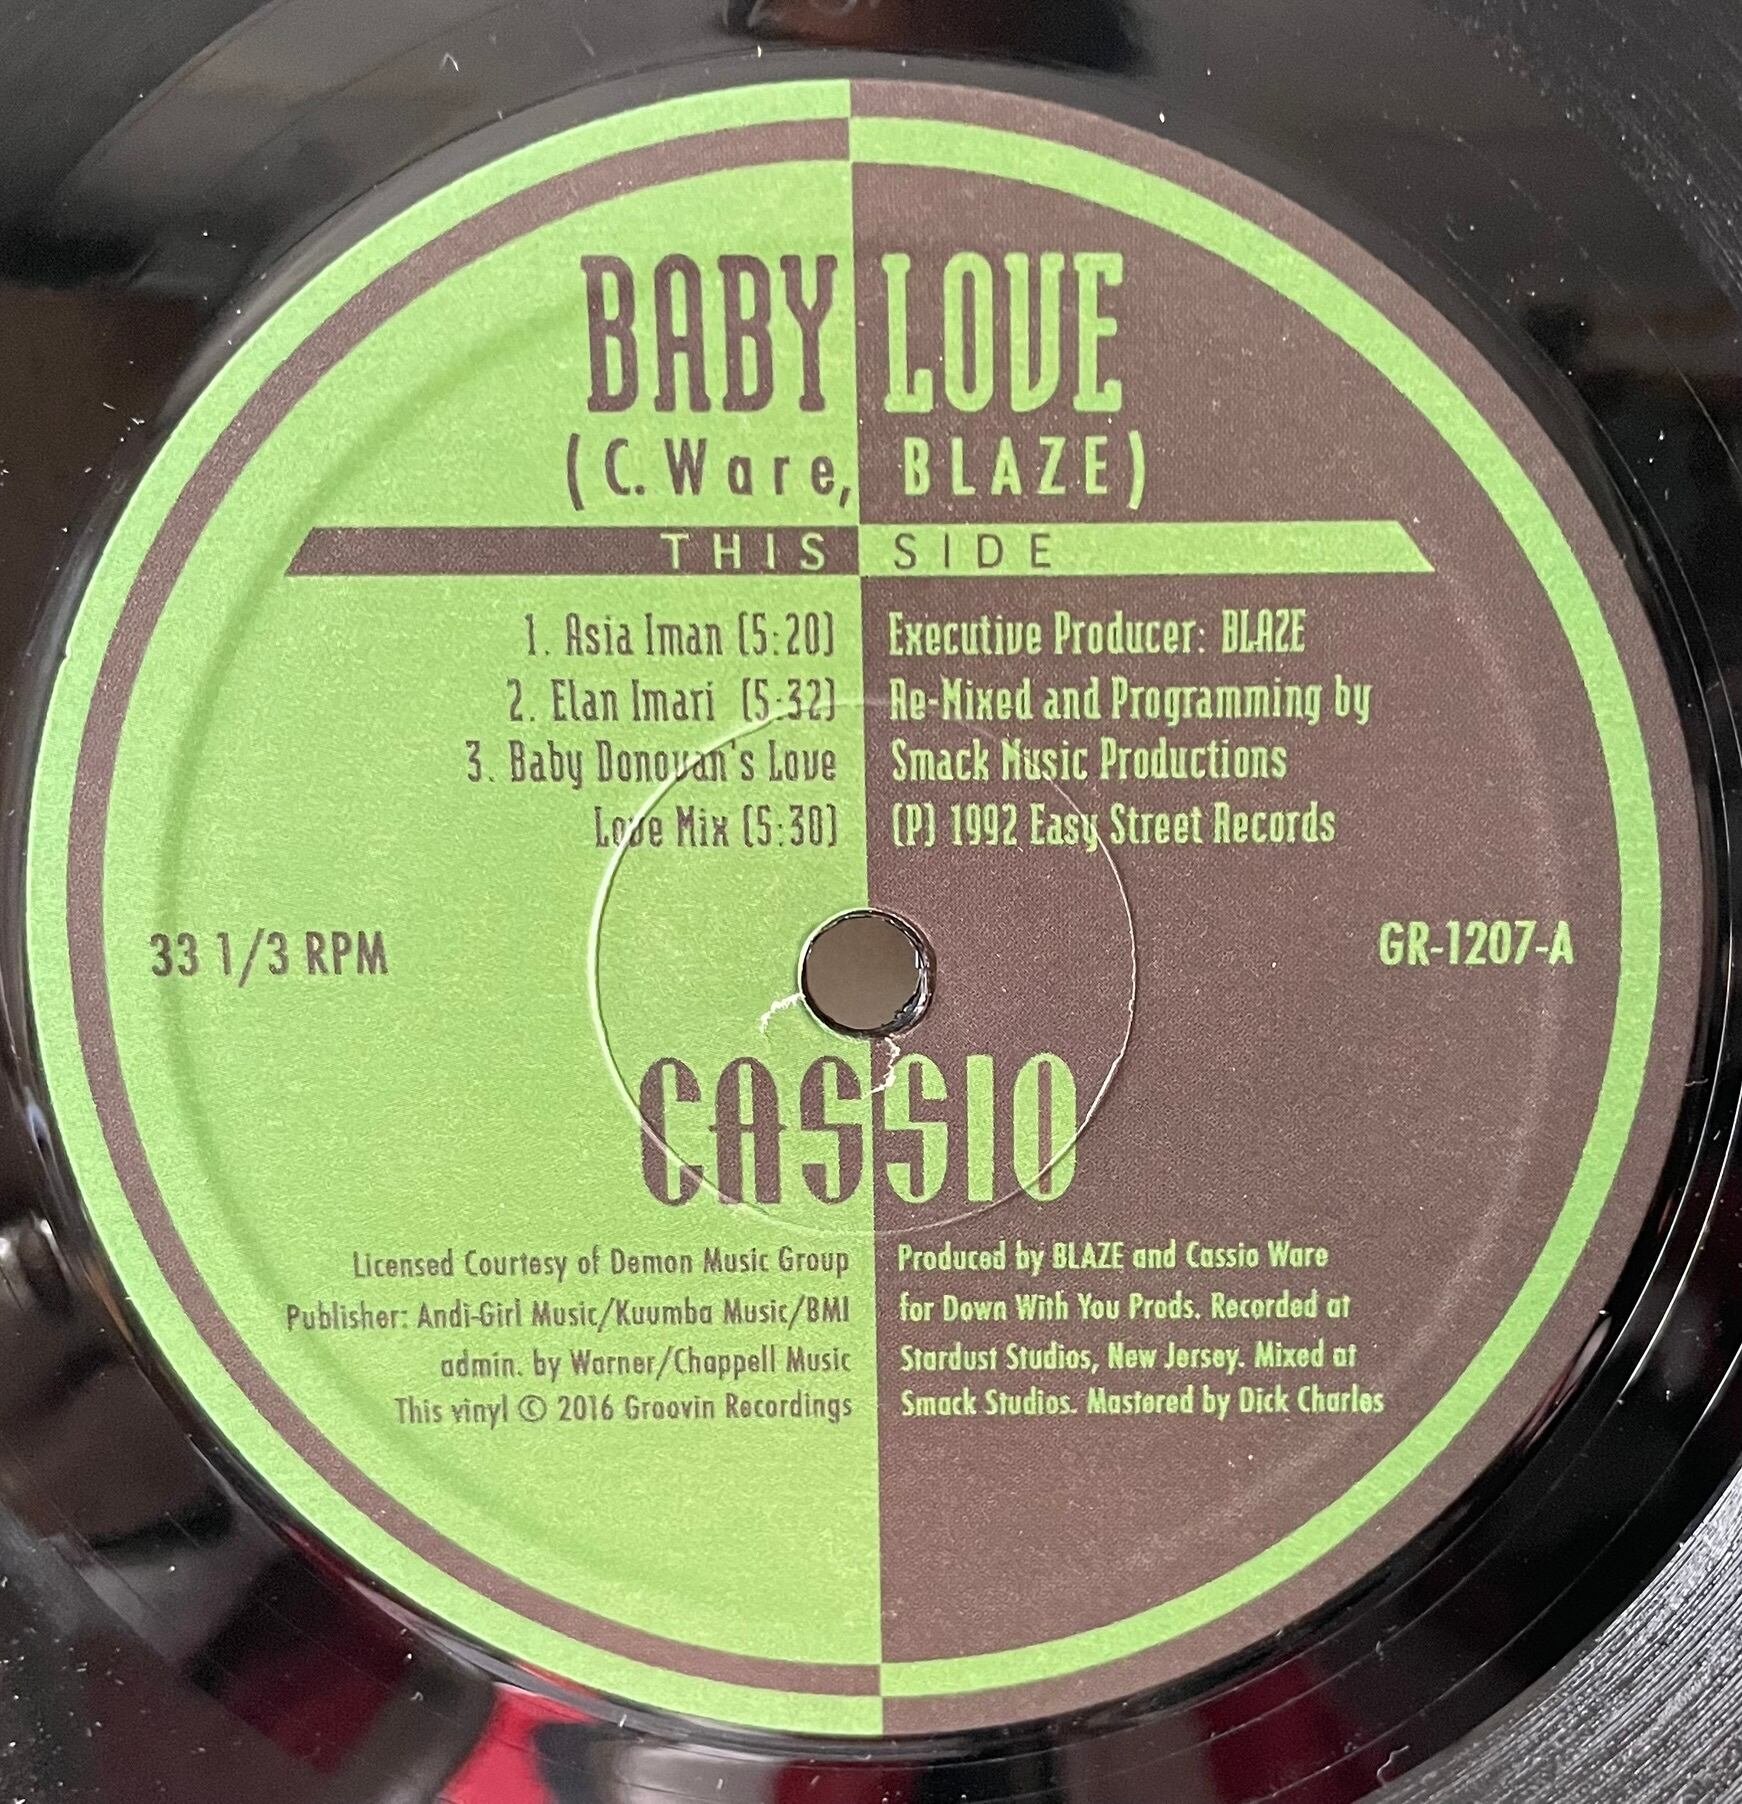 BABY LOVE
(C. Ware, BLAZE)
THIS SIDE
1. Asia Iman (5:20)
2. Elan Imari (5:32)
3. Baby Donovan's Love
Love Mix (5:30)
Executive Producer: BLAZE
Re-Mixed and Programming by
Smack Music Productions
(P) 1992 Easy Street Records
33 1/3 RPM
GR-1207-A
CASSIO
Licensed Courtesy of Demon Music Group
Publisher: Andi-Girl Music/Kuumba Music/BMI
admin. by Warner/Chappell Music
This vinyl © 2016 Groovin Recordings
Produced by BLAZE and Cassio Ware
for Down With You Prods. Recorded at
Stardust Studios, New Jersey. Mixed at
Smack Studios. Mastered by Dick Charles